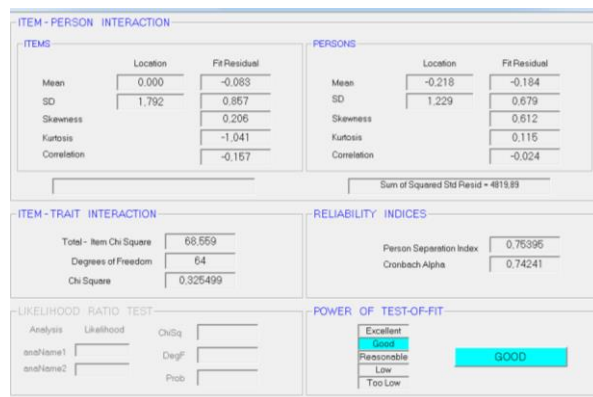 ITEM-PERSON INTERACTION
ITEMS
Location FitResidual
Mean 0,000 -0,083
SD 1,792 0,857
Skewness 0,206
Kurtosis -1,041
Correlation -0,157
PERSONS
Location FitResidual
Mean -0,218 -0,184
SD 1,229 0,679
Skewness 0,612
Kurtosis 0,115
Correlation -0,024
Sum of Squared Std Resid = 4819,89
ITEM-TRAIT INTERACTION
Total- Item Chi Square 68,559
Degrees of Freedom 64
Chi Square 0,325499
RELIABILITY INDICES
Person Separation Index 0,75395
Cronbach Alpha 0,74241
LIKELIHOOD RATIO TEST
Analysis Likelihood ChiSq
anaName1 DegF
anaName2
Prob
POWER OF TEST-OF-FIT
Excellent
Good
Reasonable GOOD
Low
Too Low